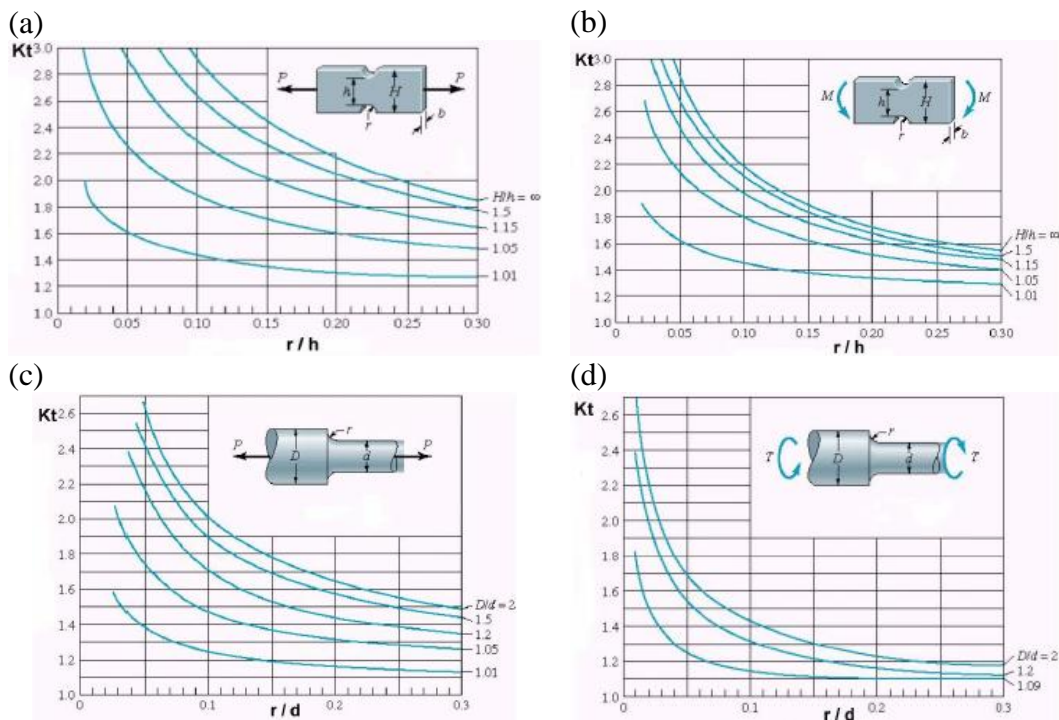 (a)
Kt
3.0
2.8
2.6
2.4
2.2
2.0
1.8
1.6
1.4
1.2
1.0
P
P
h
H
r
b
H/h = ∞
1.5
1.15
1.05
1.01
0 0.05 0.10 0.15 0.20 0.25 0.30
r / h
(b)
Kt
3.0
2.8
2.6
2.4
2.2
2.0
1.8
1.6
1.4
1.2
1.0
M
M
h
H
r
b
H/h = ∞
1.5
1.15
1.05
1.01
0 0.05 0.10 0.15 0.20 0.25 0.30
r / h
(c)
Kt
2.6
2.4
2.2
2.0
1.8
1.6
1.4
1.2
1.0
P
P
r
D
d
D/d = 2
1.5
1.2
1.05
1.01
0 0.1 0.2 0.3
r / d
(d)
Kt
2.6
2.4
2.2
2.0
1.8
1.6
1.4
1.2
1.0
T
T
r
D
d
D/d = 2
1.2
1.09
0 0.1 0.2 0.3
r / d